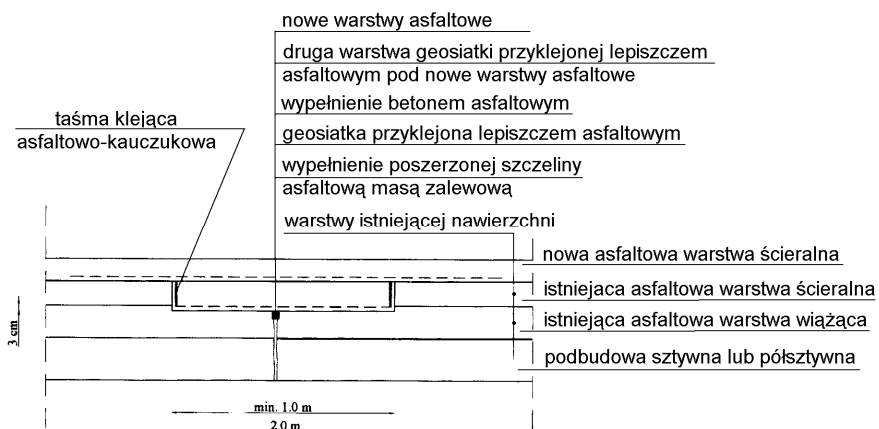 nowe warstwy asfaltowe
druga warstwa geosiatki przyklejonej lepiszczem
asfaltowym pod nowe warstwy asfaltowe
wypełnienie betonem asfaltowym
taśma klejąca
asfaltowo-kauczukowa
geosiatka przyklejona lepiszczem asfaltowym
wypełnienie poszerzonej szczeliny
asfaltową masą zalewową
warstwy istniejącej nawierzchni
nowa asfaltowa warstwa ścieralna
istniejaca asfaltowa warstwa ścieralna
istniejąca asfaltowa warstwa wiążąca
podbudowa sztywna lub półsztywna
3 cm
min. 1.0 m
2.0 m